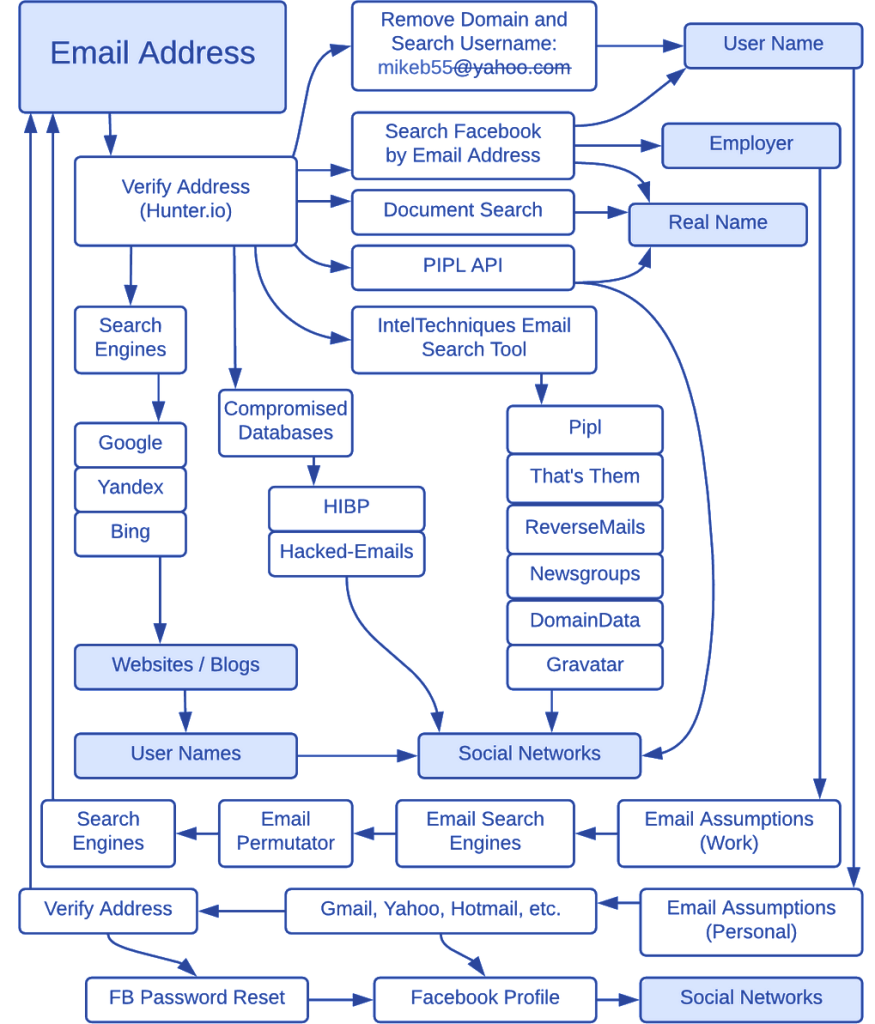 Email Address
Remove Domain and
Search Username:
mikeb55@yahoo.com
User Name
Search Facebook
by Email Address
Employer
Verify Address
(Hunter.io)
Document Search
Real Name
PIPL API
Search
Engines
IntelTechniques Email
Search Tool
Compromised
Databases
Google
Yandex
Bing
HIBP
Hacked-Emails
Pipl
That's Them
ReverseMails
Newsgroups
DomainData
Gravatar
Websites / Blogs
User Names
Social Networks
Search
Engines
Email
Permutator
Email Search
Engines
Email Assumptions
(Work)
Verify Address
Gmail, Yahoo, Hotmail, etc.
Email Assumptions
(Personal)
FB Password Reset
Facebook Profile
Social Networks